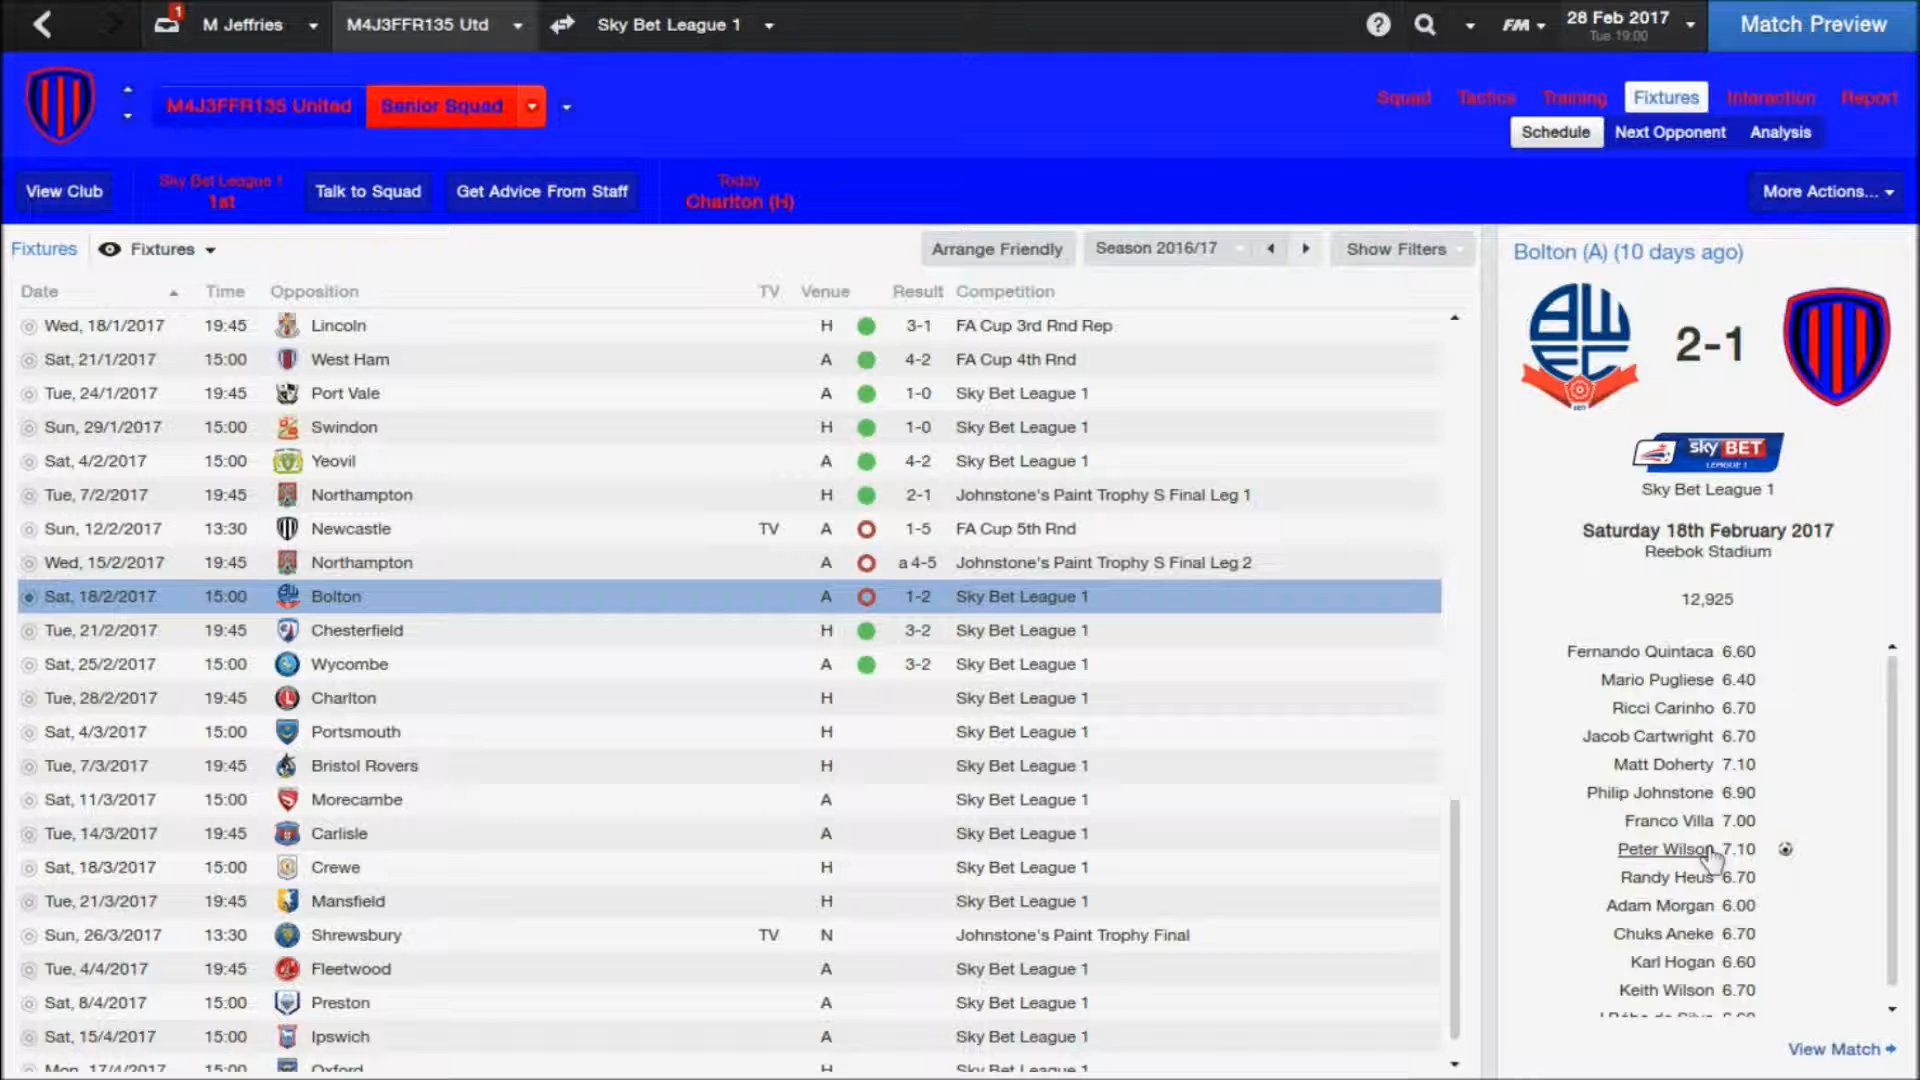 1
M Jeffries
M4J3FFR135 Utd
Sky Bet League 1
FM
28 Feb 2017
Tue 19:00
Match Preview
M4J3FFR135 United
Senior Squad
Squad Tactics Training Fixtures Interaction Report
Schedule Next Opponent Analysis
View Club
Sky Bet League 1
1st
Talk to Squad
Get Advice From Staff
Today
Charlton (H)
More Actions...
Fixtures
Fixtures
Arrange Friendly
Season 2016/17
Show Filters
Date Time Opposition TV Venue Result Competition
Wed, 18/1/2017 19:45 Lincoln H 3-1 FA Cup 3rd Rnd Rep
Sat, 21/1/2017 15:00 West Ham A 4-2 FA Cup 4th Rnd
Tue, 24/1/2017 19:45 Port Vale A 1-0 Sky Bet League 1
Sun, 29/1/2017 15:00 Swindon H 1-0 Sky Bet League 1
Sat, 4/2/2017 15:00 Yeovil A 4-2 Sky Bet League 1
Tue, 7/2/2017 19:45 Northampton H 2-1 Johnstone's Paint Trophy S Final Leg 1
Sun, 12/2/2017 13:30 Newcastle TV A 1-5 FA Cup 5th Rnd
Wed, 15/2/2017 19:45 Northampton A a 4-5 Johnstone's Paint Trophy S Final Leg 2
Sat, 18/2/2017 15:00 Bolton A 1-2 Sky Bet League 1
Tue, 21/2/2017 19:45 Chesterfield H 3-2 Sky Bet League 1
Sat, 25/2/2017 15:00 Wycombe A 3-2 Sky Bet League 1
Tue, 28/2/2017 19:45 Charlton H Sky Bet League 1
Sat, 4/3/2017 15:00 Portsmouth H Sky Bet League 1
Tue, 7/3/2017 19:45 Bristol Rovers H Sky Bet League 1
Sat, 11/3/2017 15:00 Morecambe A Sky Bet League 1
Tue, 14/3/2017 19:45 Carlisle A Sky Bet League 1
Sat, 18/3/2017 15:00 Crewe H Sky Bet League 1
Tue, 21/3/2017 19:45 Mansfield H Sky Bet League 1
Sun, 26/3/2017 13:30 Shrewsbury TV N Johnstone's Paint Trophy Final
Tue, 4/4/2017 19:45 Fleetwood A Sky Bet League 1
Sat, 8/4/2017 15:00 Preston A Sky Bet League 1
Sat, 15/4/2017 15:00 Ipswich A Sky Bet League 1
Mon, 17/4/2017 15:00 Oxford H Sky Bet League 1
Bolton (A) (10 days ago)
2-1
sky BET
LEAGUE 1
Sky Bet League 1
Saturday 18th February 2017
Reebok Stadium
12,925
Fernando Quintaca 6.60
Mario Pugliese 6.40
Ricci Carinho 6.70
Jacob Cartwright 6.70
Matt Doherty 7.10
Philip Johnstone 6.90
Franco Villa 7.00
Peter Wilson 7.10
Randy Heus 6.70
Adam Morgan 6.00
Chuks Aneke 6.70
Karl Hogan 6.60
Keith Wilson 6.70
View Match